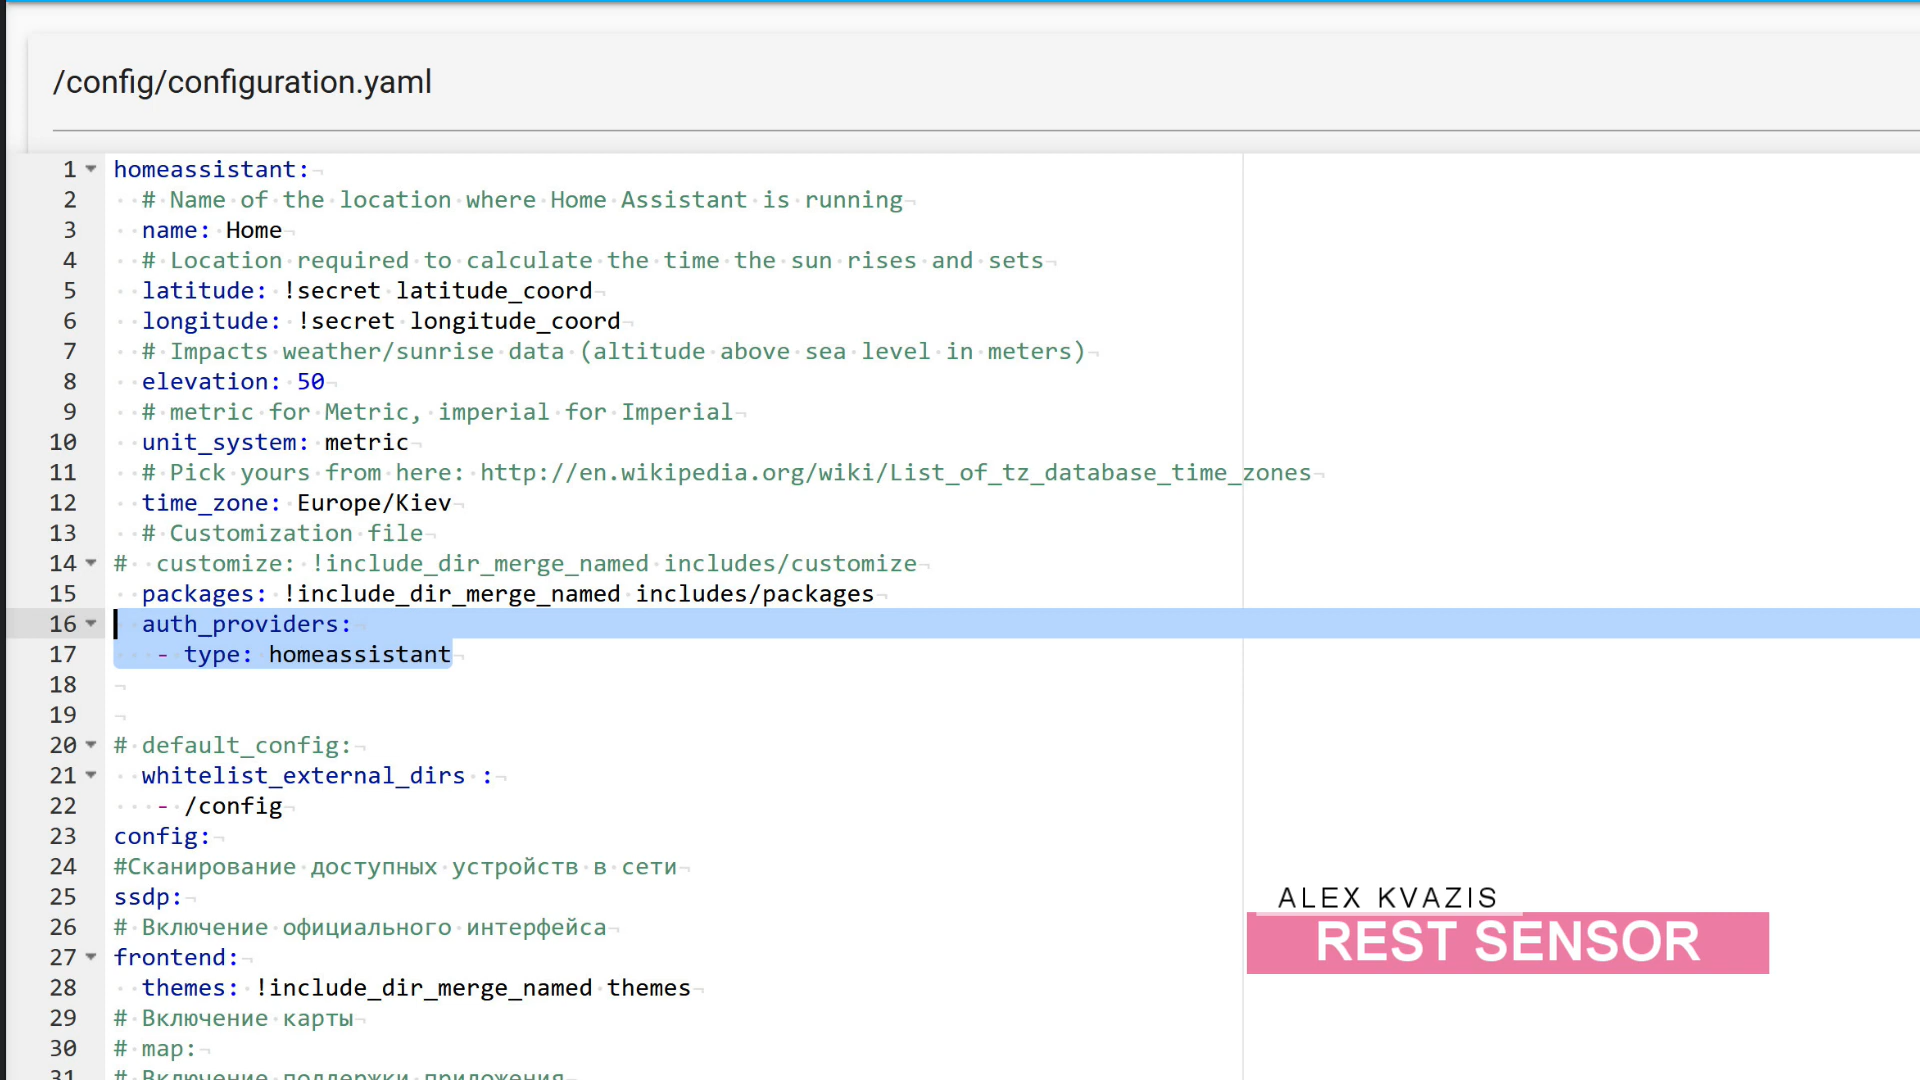 /config/configuration.yaml
1 homeassistant:
2 # Name of the location where Home Assistant is running
3 name: Home
4 # Location required to calculate the time the sun rises and sets
5 latitude: !secret latitude_coord
6 longitude: !secret longitude_coord
7 # Impacts weather/sunrise data (altitude above sea level in meters)
8 elevation: 50
9 # metric for Metric, imperial for Imperial
10 unit_system: metric
11 # Pick yours from here: http://en.wikipedia.org/wiki/List_of_tz_database_time_zones
12 time_zone: Europe/Kiev
13 # Customization file
14 # customize: !include_dir_merge_named includes/customize
15 packages: !include_dir_merge_named includes/packages
16 auth_providers:
17 - type: homeassistant
18
19
20 # default_config:
21 whitelist_external_dirs :
22 - /config
23 config:
24 #Сканирование доступных устройств в сети
25 ssdp:
26 # Включение официального интерфейса
27 frontend:
28 themes: !include_dir_merge_named themes
29 # Включение карты
30 # map:
31 # Включение поддержки приложения
ALEX KVAZIS
REST SENSOR